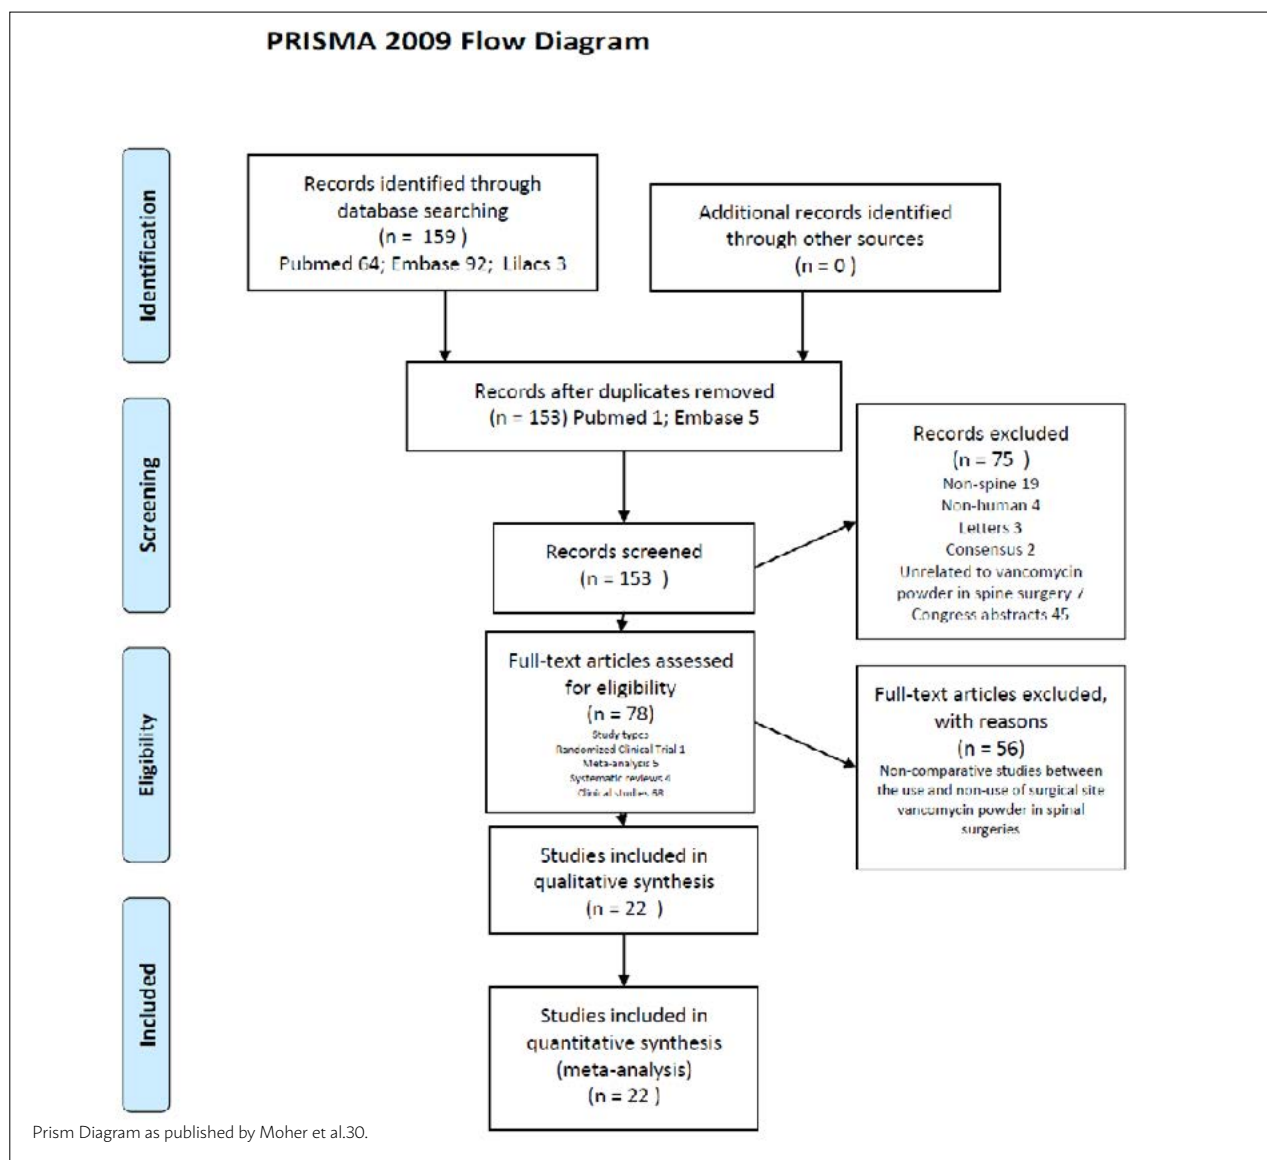 PRISMA 2009 Flow Diagram
Identification
Records identified through
database searching
(n = 159 )
Pubmed 64; Embase 92; Lilacs 3
Additional records identified
through other sources
(n = 0 )
Records after duplicates removed
(n = 153) Pubmed 1; Embase 5
Screening
Records screened
(n = 153 )
Records excluded
(n = 75 )
Non-spine 19
Non-human 4
Letters 3
Consensus 2
Unrelated to vancomycin
powder in spine surgery
Congress abstracts 45
Eligibility
Full-text articles assessed
for eligibility
(n = 78)
Study types
Randomized Clinical Trial 1
Meta-analysis 5
Systematic reviews 4
Clinical studies 68
Full-text articles excluded,
with reasons
(n = 56)
Non-comparative studies between
the use and non-use of surgical site
vancomycin powder in spinal
surgeries
Studies included in
qualitative synthesis
(n = 22 )
Included
Studies included in
quantitative synthesis
(meta-analysis)
(n = 22 )
Prism Diagram as published by Moher et al.30.